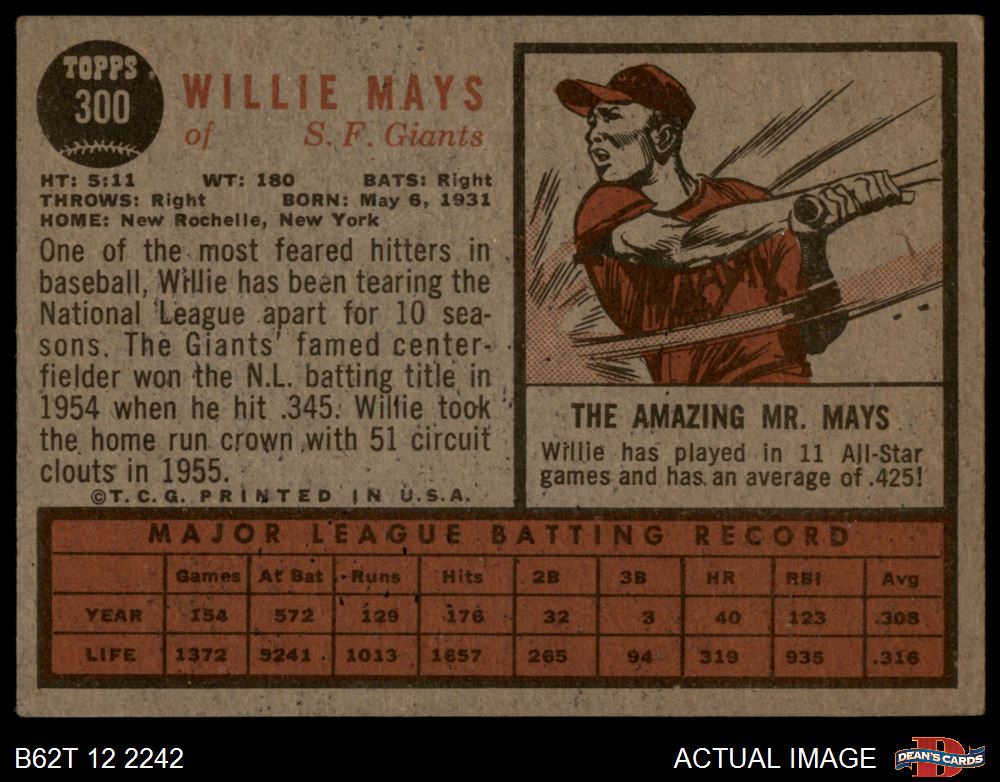 TOPPS
300
WILLIE MAYS
of S. F. Giants
HT: 5:11 WT: 180 BATS: Right
THROWS: Right BORN: May 6, 1931
HOME: New Rochelle, New York
One of the most feared hitters in
baseball, Willie has been tearing the
National League apart for 10 sea-
sons. The Giants' famed center-
fielder won the N.L. batting title in
1954 when he hit .345. Willie took
the home run crown with 51 circuit
clouts in 1955.
©T.C.G. PRINTED IN U.S.A.
THE AMAZING MR. MAYS
Willie has played in 11 All-Star
games and has an average of .425!
MAJOR LEAGUE BATTING RECORD
Games At Bat Runs Hits 2B 3B HR RBI Avg
YEAR 154 572 129 176 32 3 40 123 .308
LIFE 1372 5241 1013 1657 265 94 319 935 .316
B62T 12 2242
ACTUAL IMAGE
D
DEAN'S CARDS